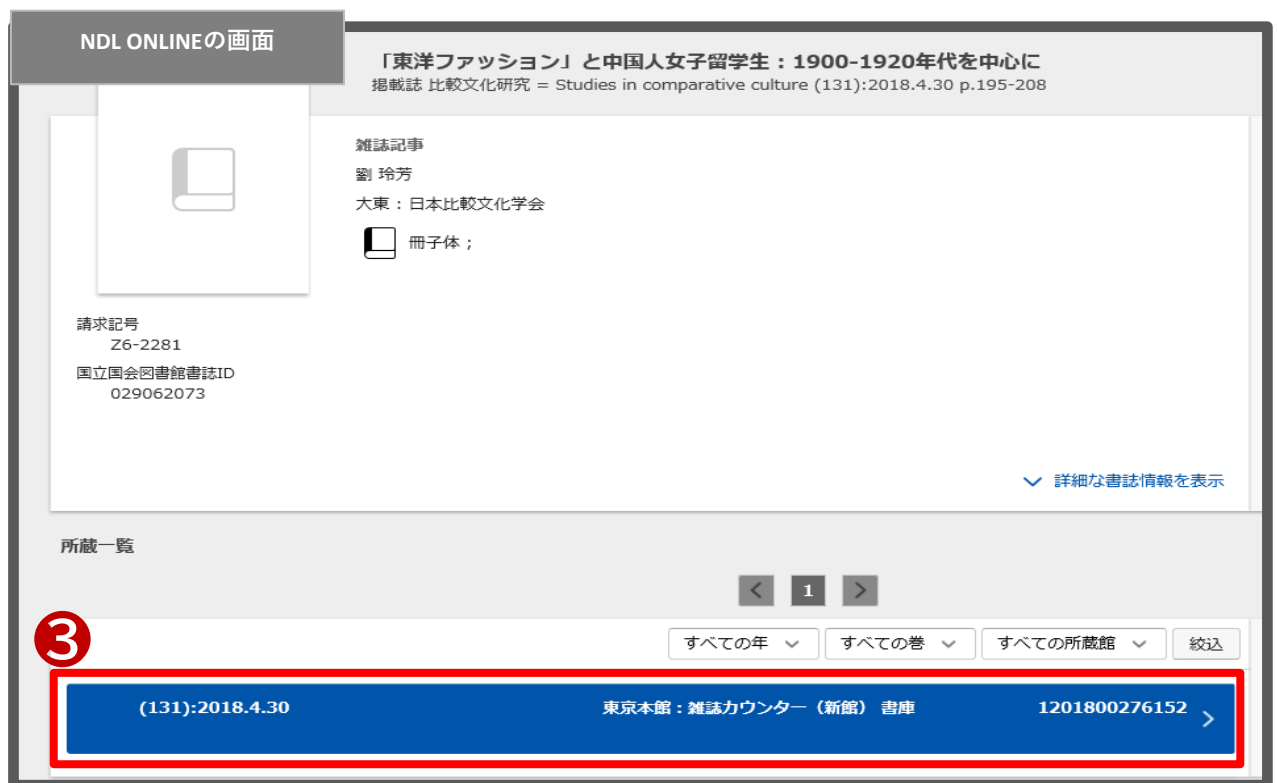 NDL ONLINEの画面
「東洋ファッション」と中国人女子留学生：1900-1920年代を中心に
掲載誌 比較文化研究 = Studies in comparative culture (131):2018.4.30 p.195-208
雑誌記事
劉 玲芳
大東：日本比較文化学会
冊子体 ;
請求記号
Z6-2281
国立国会図書館書誌ID
029062073
詳細な書誌情報を表示
所蔵一覧
< 1 >
3
すべての年 すべての巻 すべての所蔵館 絞込
(131):2018.4.30 東京本館：雑誌カウンター（新館） 書庫 1201800276152 >